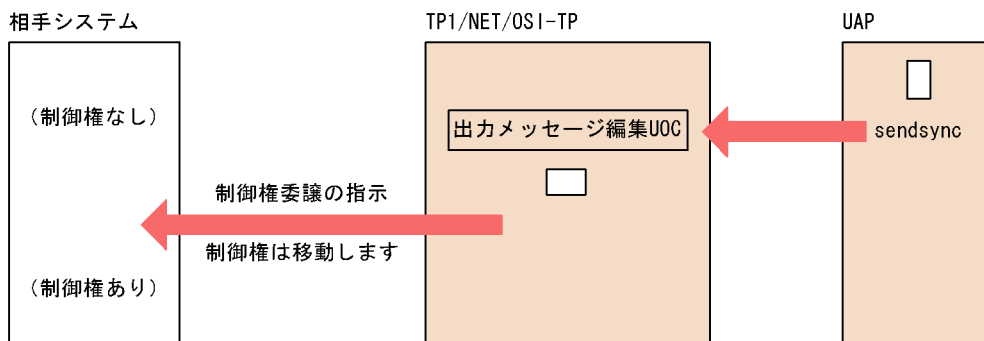 相手システム
TP1/NET/OSI-TP
UAP
(制御権なし)
出力メッセージ編集UOC
sendsync
制御権委譲の指示
制御権は移動します
(制御権あり)